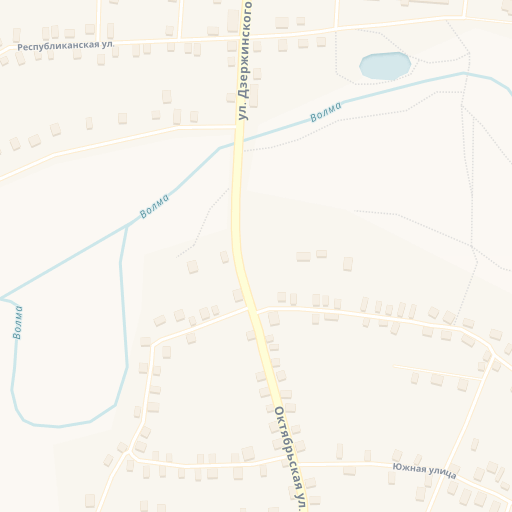 Республиканская ул.
ул. Дзержинского
Волма
Волма
Волма
Октябрьская ул.
Южная улица